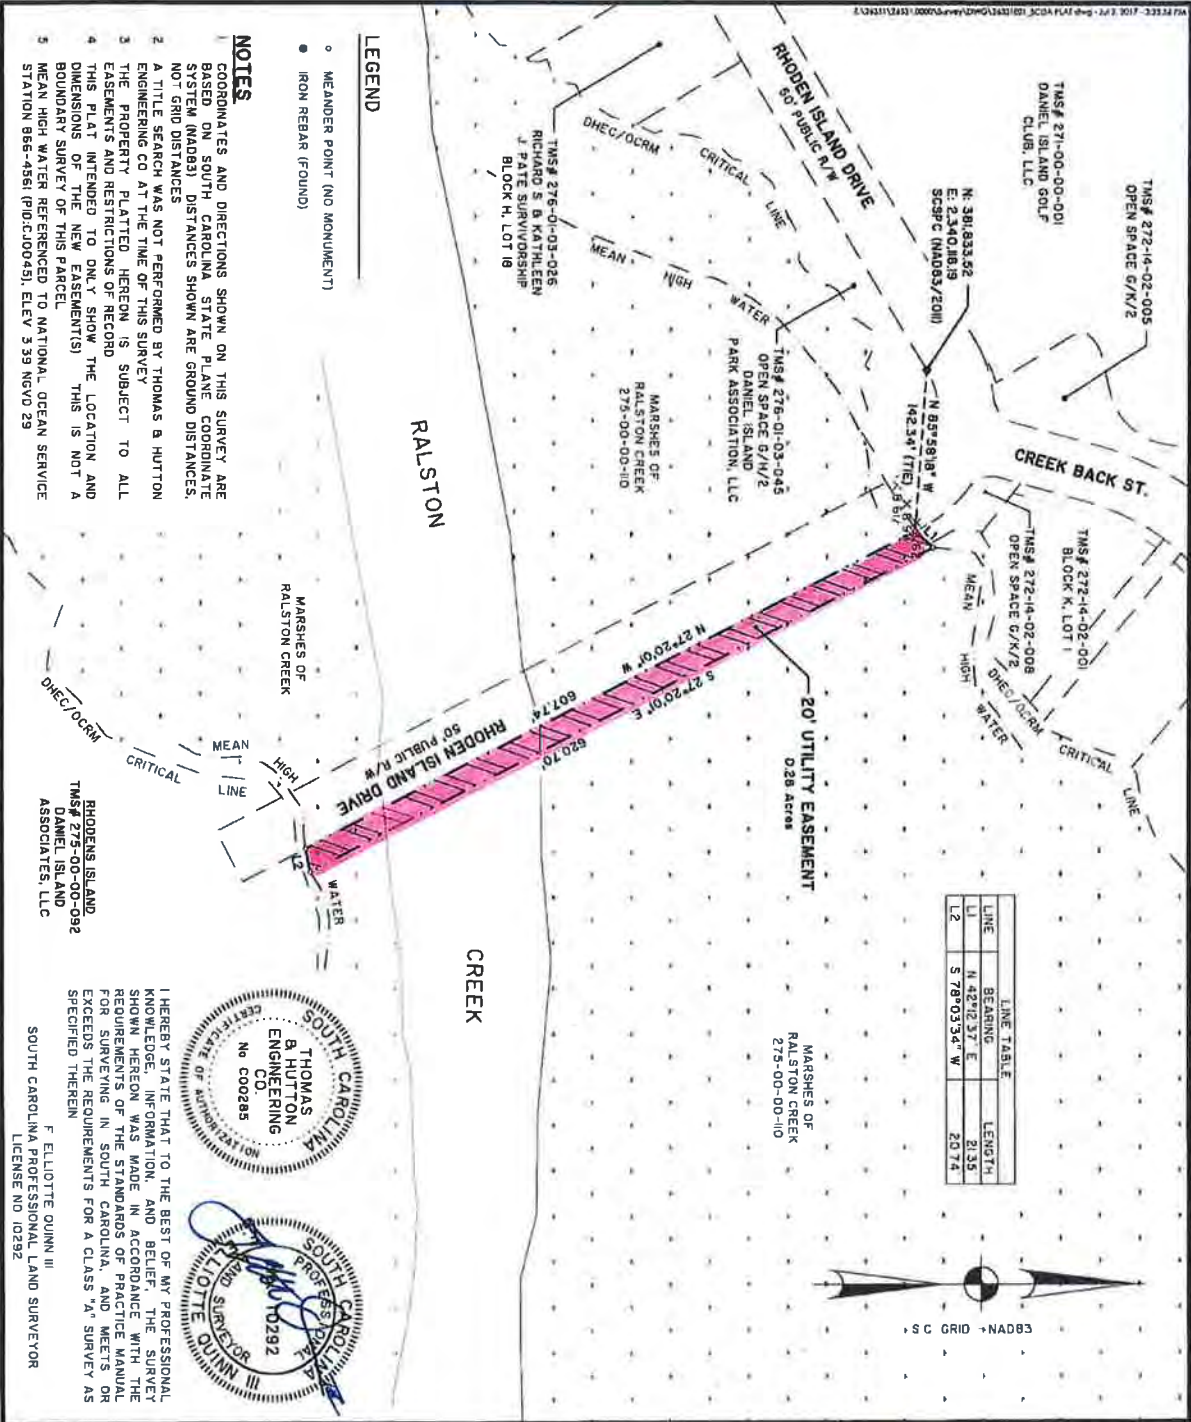 TMS# 272-14-02-005
OPEN SPACE G/K/2
TMS# 271-00-00-001
DANIEL ISLAND GOLF
CLUB, LLC
RHODEN ISLAND DRIVE
50' PUBLIC R/W
N: 381,833.52
E: 2,340,118.19
SCSPC (NAD83/2011)
N 85°58'18" W
142.34' (TIE)
CREEK BACK ST.
TMS# 272-14-02-001
BLOCK K, LOT 1
TMS# 272-14-02-008
OPEN SPACE G/K/2
MEAN HIGH WATER
DHEC/OCRM CRITICAL LINE
L1
LINE TABLE
LINE BEARING LENGTH
L1 N 42°12'37" E 21.35'
L2 S 78°03'34" W 20.74'
S C GRID NAD83
DHEC/OCRM CRITICAL LINE
MEAN HIGH WATER
TMS# 276-01-03-026
RICHARD S & KATHLEEN
J. PATE SURVIVORSHIP
BLOCK H, LOT 18
TMS# 276-01-03-045
OPEN SPACE G/H/2
DANIEL ISLAND
PARK ASSOCIATION, LLC
MARSHES OF
RALSTON CREEK
275-00-00-110
20' UTILITY EASEMENT
0.28 Acres
N 27°20'01" W
607.74'
S 27°20'01" E
620.70'
RHODEN ISLAND DRIVE
50' PUBLIC R/W
MARSHES OF
RALSTON CREEK
275-00-00-110
RALSTON
CREEK
LEGEND
MEANDER POINT (NO MONUMENT)
IRON REBAR (FOUND)
MARSHES OF
RALSTON CREEK
MEAN HIGH WATER
LINE
L2
DHEC/OCRM
CRITICAL
RHODENS ISLAND
TMS# 275-00-00-092
DANIEL ISLAND
ASSOCIATES, LLC
NOTES
1 COORDINATES AND DIRECTIONS SHOWN ON THIS SURVEY ARE
BASED ON SOUTH CAROLINA STATE PLANE COORDINATE
SYSTEM (NAD83) DISTANCES SHOWN ARE GROUND DISTANCES,
NOT GRID DISTANCES
2 A TITLE SEARCH WAS NOT PERFORMED BY THOMAS & HUTTON
ENGINEERING CO AT THE TIME OF THIS SURVEY
3 THE PROPERTY PLATTED HEREON IS SUBJECT TO ALL
EASEMENTS AND RESTRICTIONS OF RECORD
4 THIS PLAT INTENDED TO ONLY SHOW THE LOCATION AND
DIMENSIONS OF THE NEW EASEMENT(S) THIS IS NOT A
BOUNDARY SURVEY OF THIS PARCEL
5 MEAN HIGH WATER REFERENCED TO NATIONAL OCEAN SERVICE
STATION 866-4561 (PID:CJ0045), ELEV 3 39 NGVD 29
SOUTH CAROLINA
THOMAS
& HUTTON
ENGINEERING
CO.
No C00285
CERTIFICATE OF AUTHORIZATION
SOUTH CAROLINA
PROFESSIONAL
10292
LAND SURVEYOR
F. ELLIOTTE QUINN III
I HEREBY STATE THAT TO THE BEST OF MY PROFESSIONAL
KNOWLEDGE, INFORMATION, AND BELIEF, THE SURVEY
SHOWN HEREON WAS MADE IN ACCORDANCE WITH THE
REQUIREMENTS OF THE STANDARDS OF PRACTICE MANUAL
FOR SURVEYING IN SOUTH CAROLINA, AND MEETS OR
EXCEEDS THE REQUIREMENTS FOR A CLASS "A" SURVEY AS
SPECIFIED THEREIN
F ELLIOTTE QUINN III
SOUTH CAROLINA PROFESSIONAL LAND SURVEYOR
LICENSE NO 10292